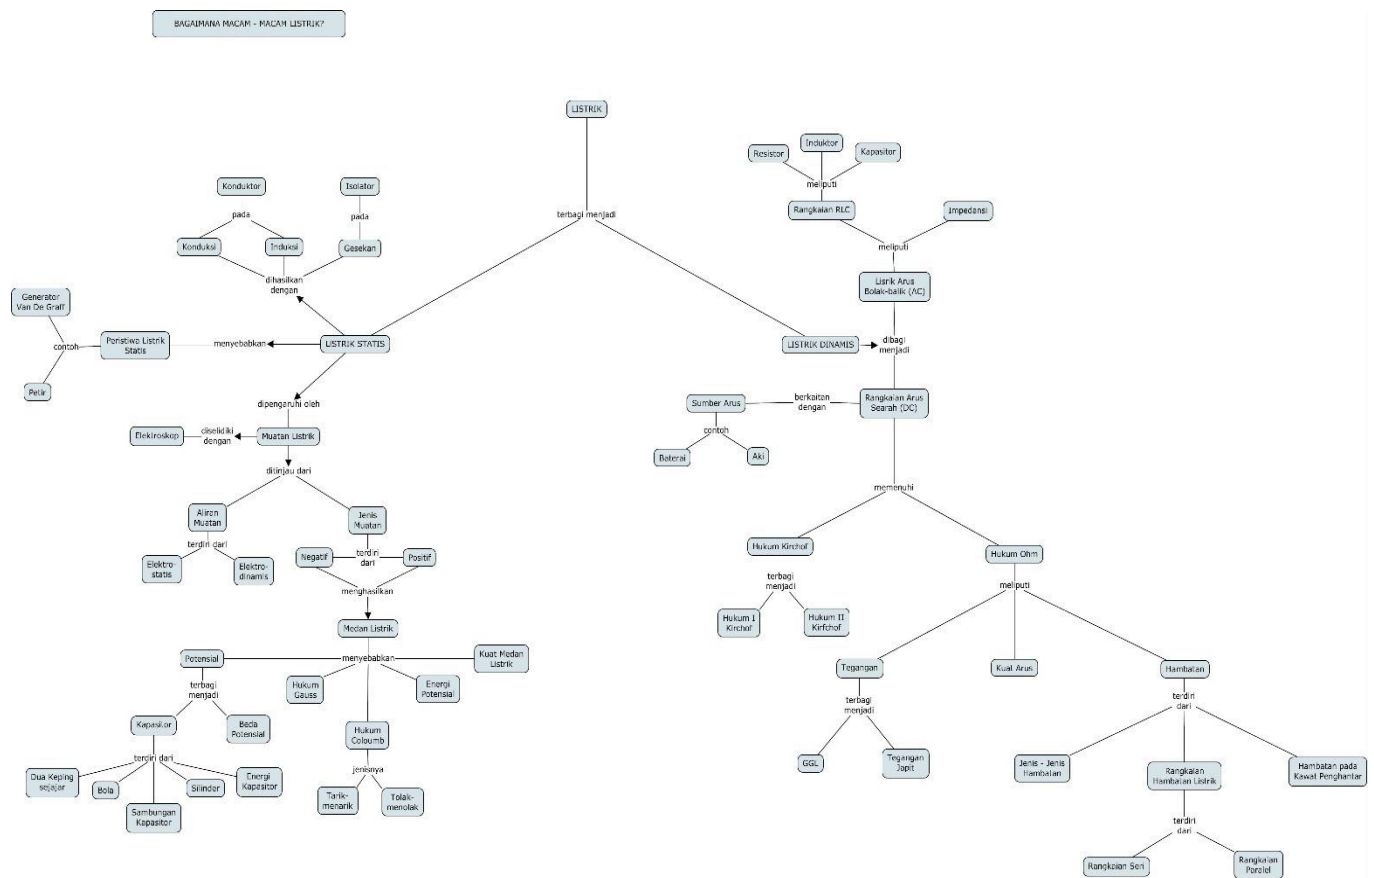 BAGAIMANA MACAM - MACAM LISTRIK?
LISTRIK
terbagi menjadi
Konduktor
Isolator
pada
pada
Konduksi
Induksi
Gesekan
dihasilkan
dengan
Generator
Van De Graff
contoh
Petir
Peristiwa Listrik
Statis
menyebabkan
LISTRIK STATIS
dipengaruhi oleh
Elektroskop
diselidiki
dengan
Muatan Listrik
ditinjau dari
Aliran
Muatan
Jenis
Muatan
terdiri dari
Elektro-
statis
Elektro-
dinamis
Negatif
terdiri
dari
Positif
menghasilkan
Medan Listrik
Potensial
menyebabkan
Kuat Medan
Listrik
Hukum
Gauss
Energi
Potensial
terbagi
menjadi
Kapasitor
Beda
Potensial
Hukum
Coloumb
terdiri dari
jenisnya
Dua Keping
sejajar
Bola
Sambungan
Kapasitor
Silinder
Energi
Kapasitor
Tarik-
menarik
Tolak-
menolak
Resistor
Induktor
Kapasitor
meliputi
Rangkaian RLC
Impedansi
meliputi
Lisrik Arus
Bolak-balik (AC)
LISTRIK DINAMIS
dibagi
menjadi
Sumber Arus
berkaitan
dengan
Rangkaian Arus
Searah (DC)
contoh
Baterai
Aki
memenuhi
Hukum Kirchof
Hukum Ohm
terbagi
menjadi
Hukum I
Kirchof
Hukum II
Kirfchof
meliputi
Tegangan
Kuat Arus
Hambatan
terbagi
menjadi
GGL
Tegangan
Japit
terdiri
dari
Jenis - Jenis
Hambatan
Rangkaian
Hambatan Listrik
Hambatan pada
Kawat Penghantar
terdiri
dari
Rangkaian Seri
Rangkaian
Paralel